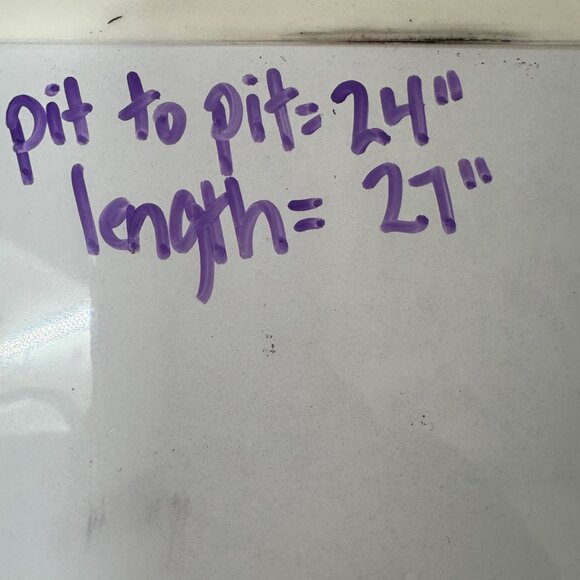 pit to pit= 24"
length= 27"